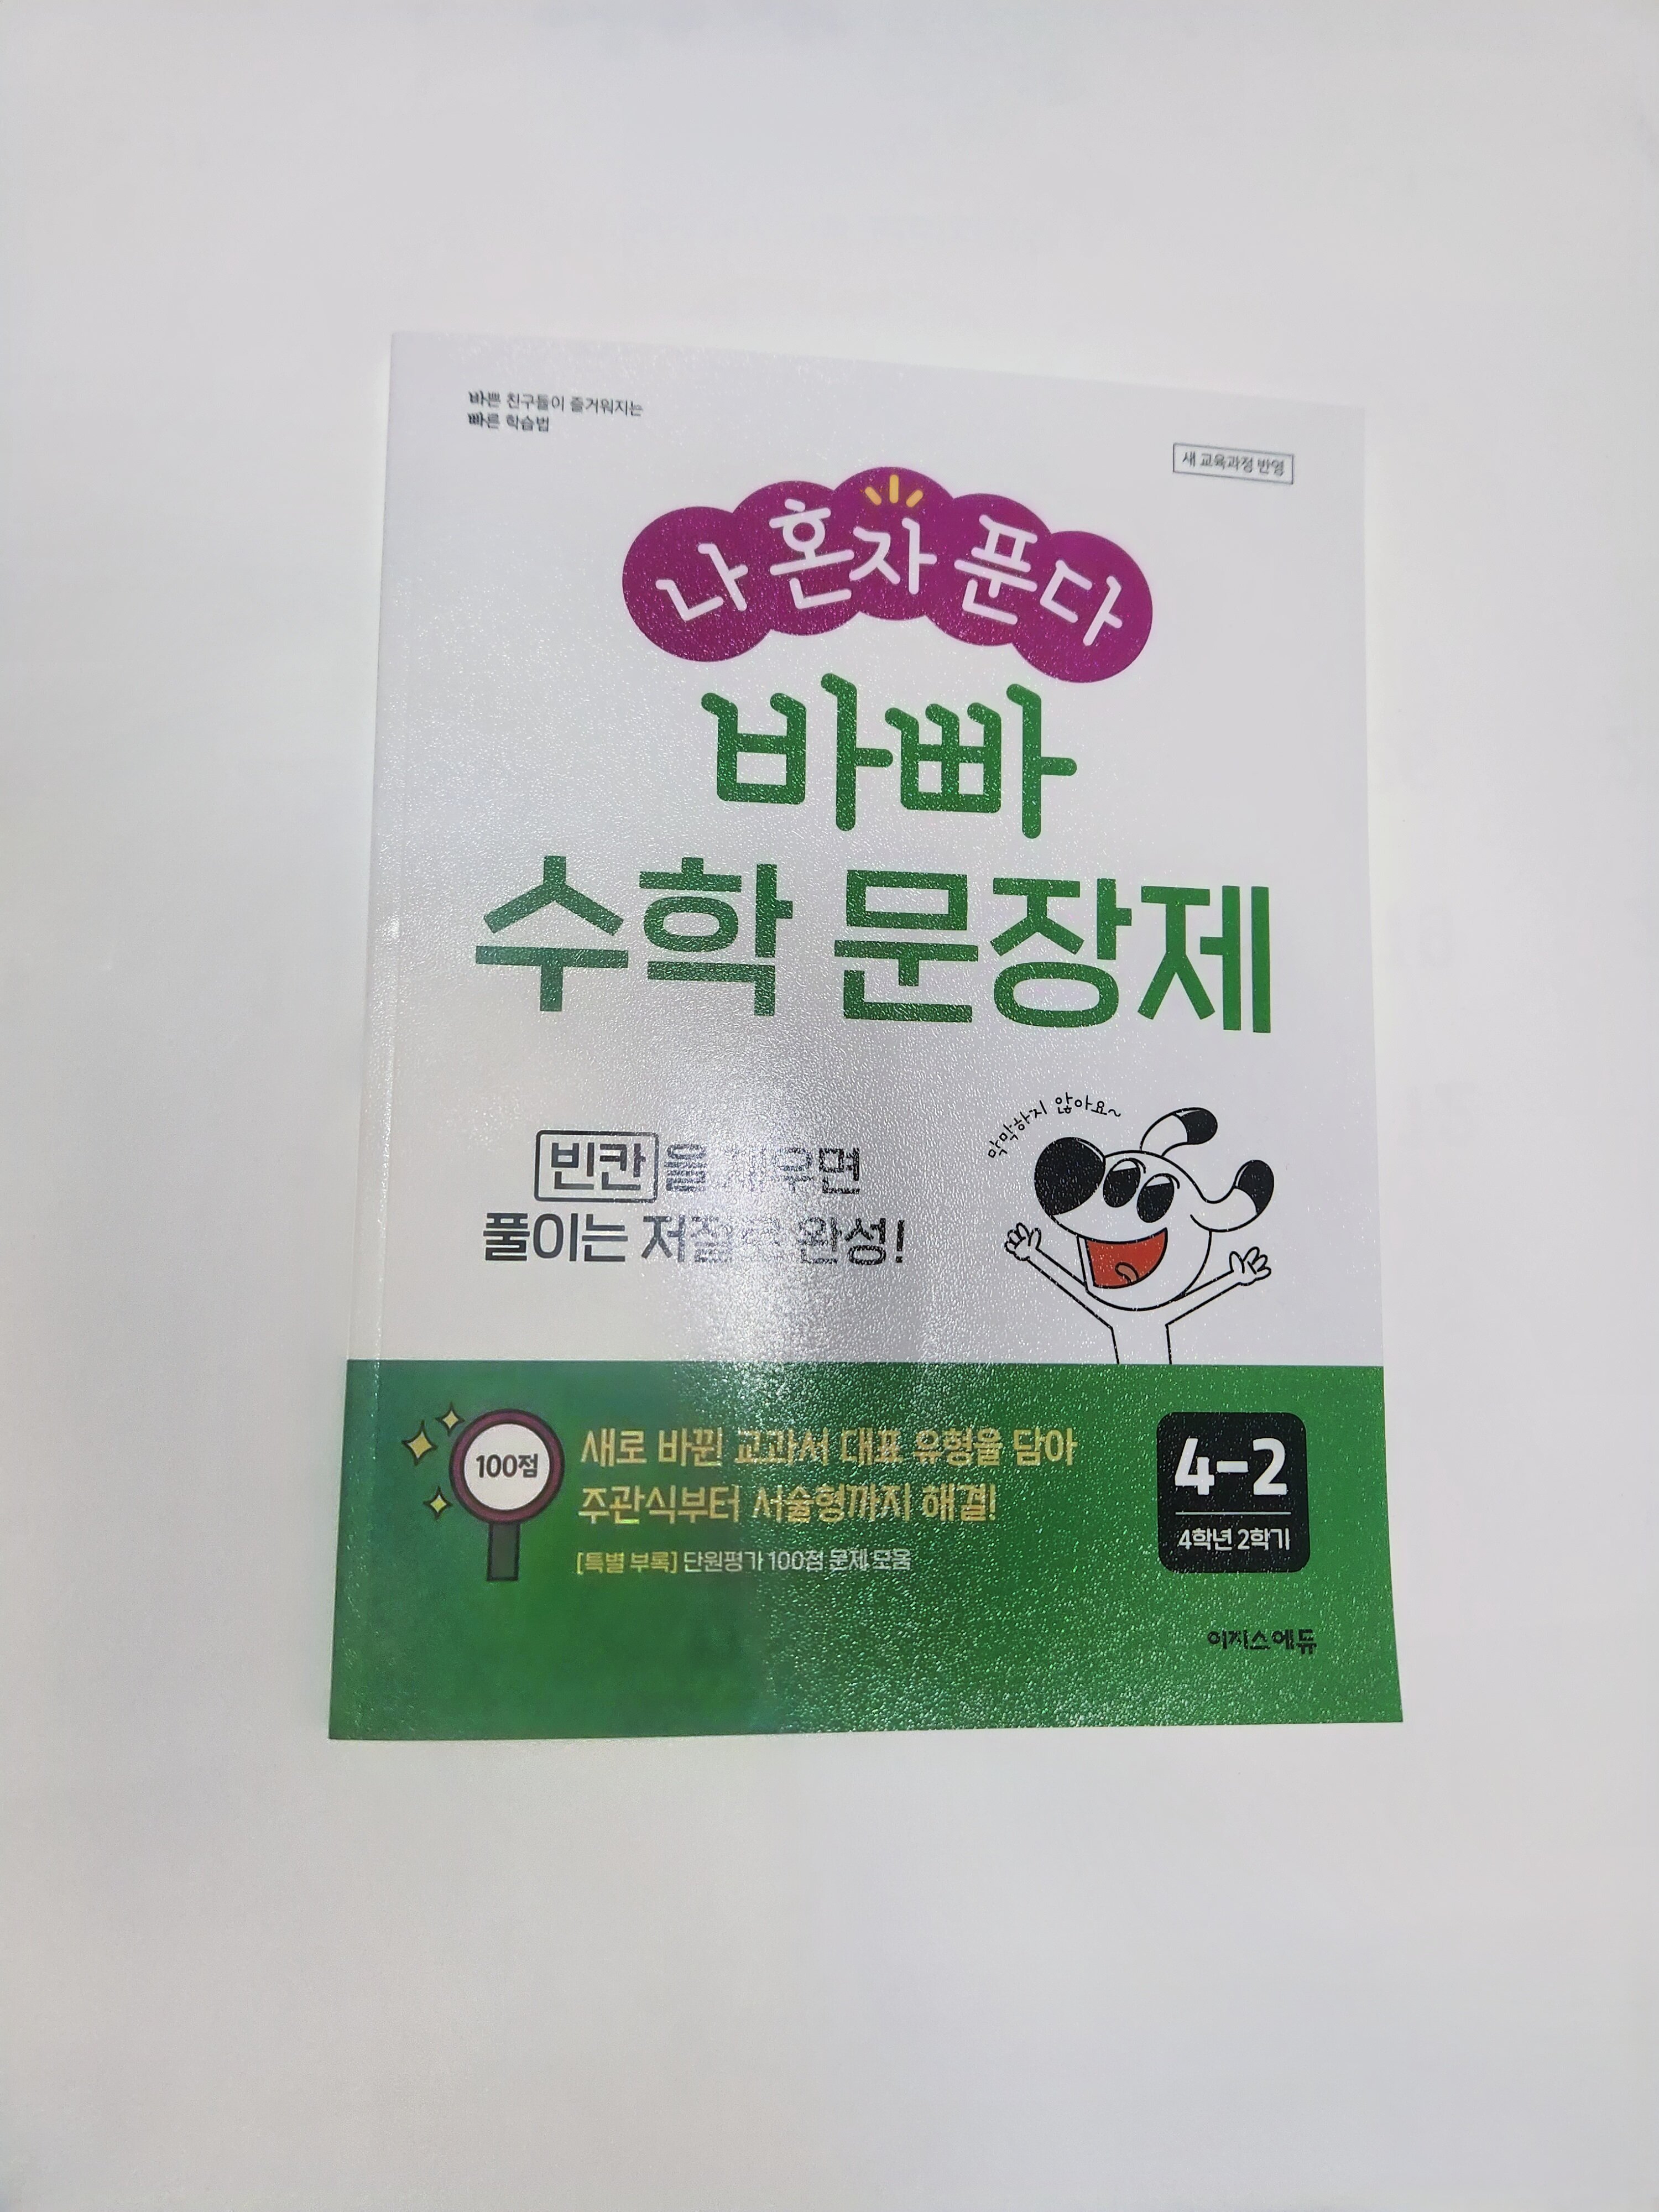 바쁜 친구들이 즐거워지는
빠른 학습법
새 교육과정 반영
나 혼자 푼다
바빠
수학 문장제
막막하지 않아요~
빈칸을 채우면
풀이는 저절로 완성!
100점
새로 바뀐 교과서 대표 유형을 담아
주관식부터 서술형까지 해결!
[특별 부록] 단원평가 100점 문제 모음
4-2
4학년 2학기
이지스에듀